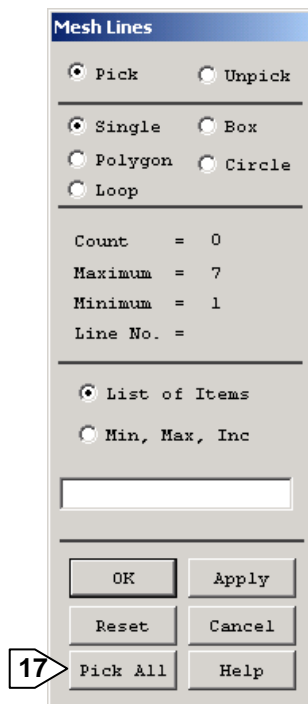 Mesh Lines
Pick Unpick
Single Box
Polygon Circle
Loop
Count = 0
Maximum = 7
Minimum = 1
Line No. =
List of Items
Min, Max, Inc
OK Apply
Reset Cancel
17 Pick All Help